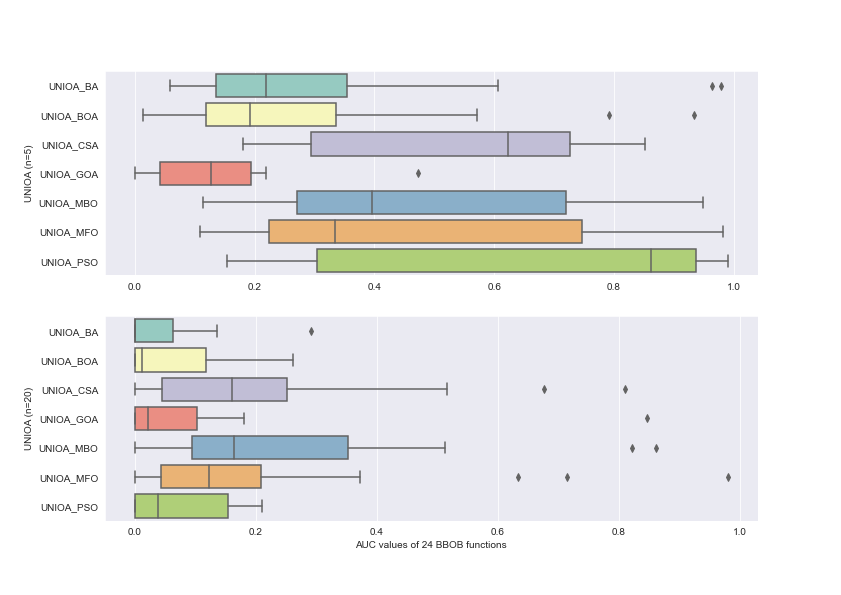 UNIOA (n=5)
UNIOA_BA
UNIOA_BOA
UNIOA_CSA
UNIOA_GOA
UNIOA_MBO
UNIOA_MFO
UNIOA_PSO
0.0 0.2 0.4 0.6 0.8 1.0
UNIOA (n=20)
UNIOA_BA
UNIOA_BOA
UNIOA_CSA
UNIOA_GOA
UNIOA_MBO
UNIOA_MFO
UNIOA_PSO
0.0 0.2 0.4 0.6 0.8 1.0
AUC values of 24 BBOB functions